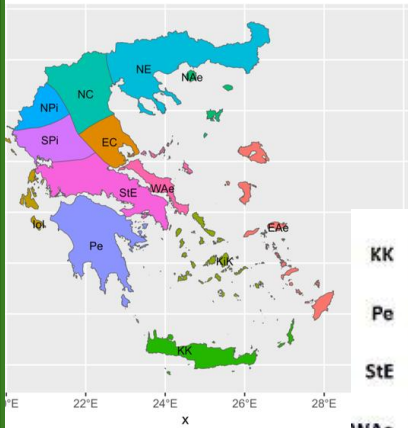 NE
NAe
NC
NPi
SPi
EC
StE
WAe
IoI
EAe
Pe
KiK
KK
KK
Pe
StE
22°E
24°E
26°E
28°E
x